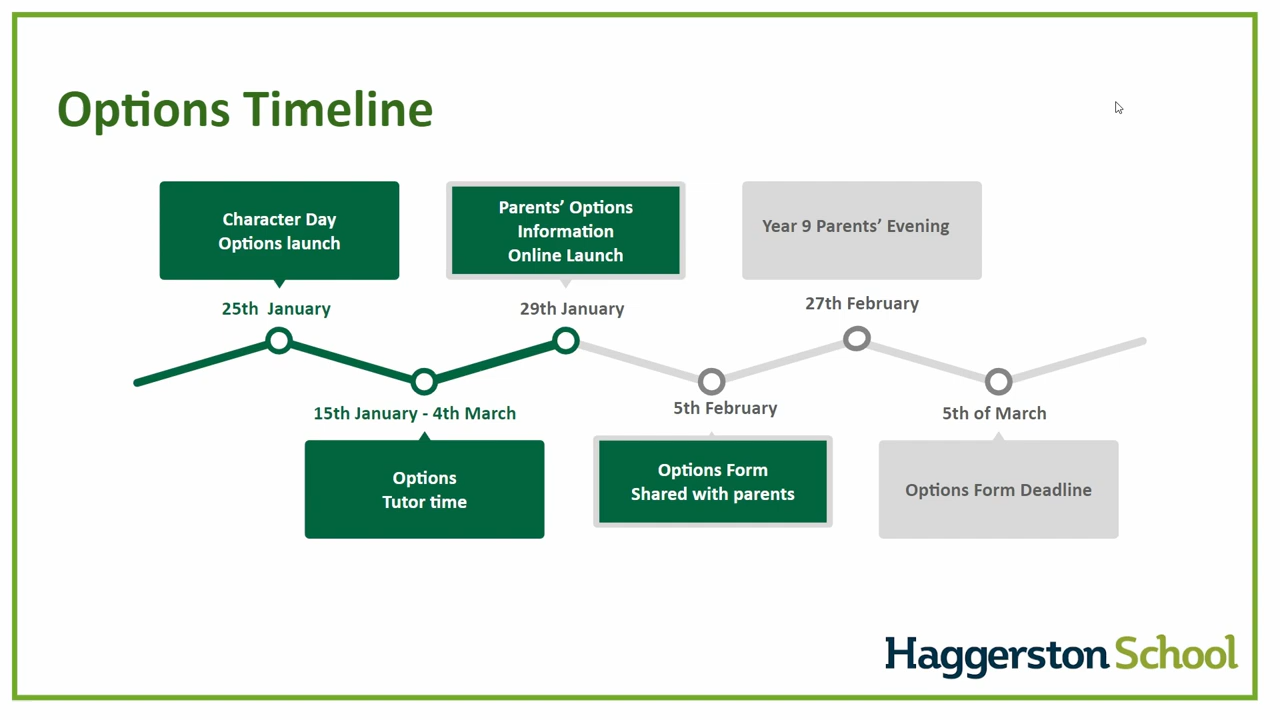 Options Timeline
Character Day
Options launch
25th January
15th January - 4th March
Options
Tutor time
Parents’ Options
Information
Online Launch
29th January
5th February
Options Form
Shared with parents
Year 9 Parents’ Evening
27th February
5th of March
Options Form Deadline
Haggerston School